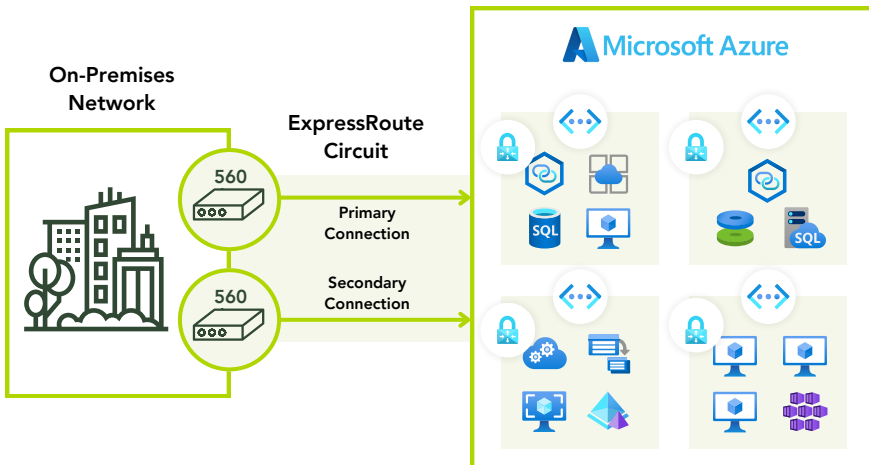 Microsoft Azure
On-Premises
Network
ExpressRoute
Circuit
560
Primary
Connection
SQL
SQL
560
Secondary
Connection